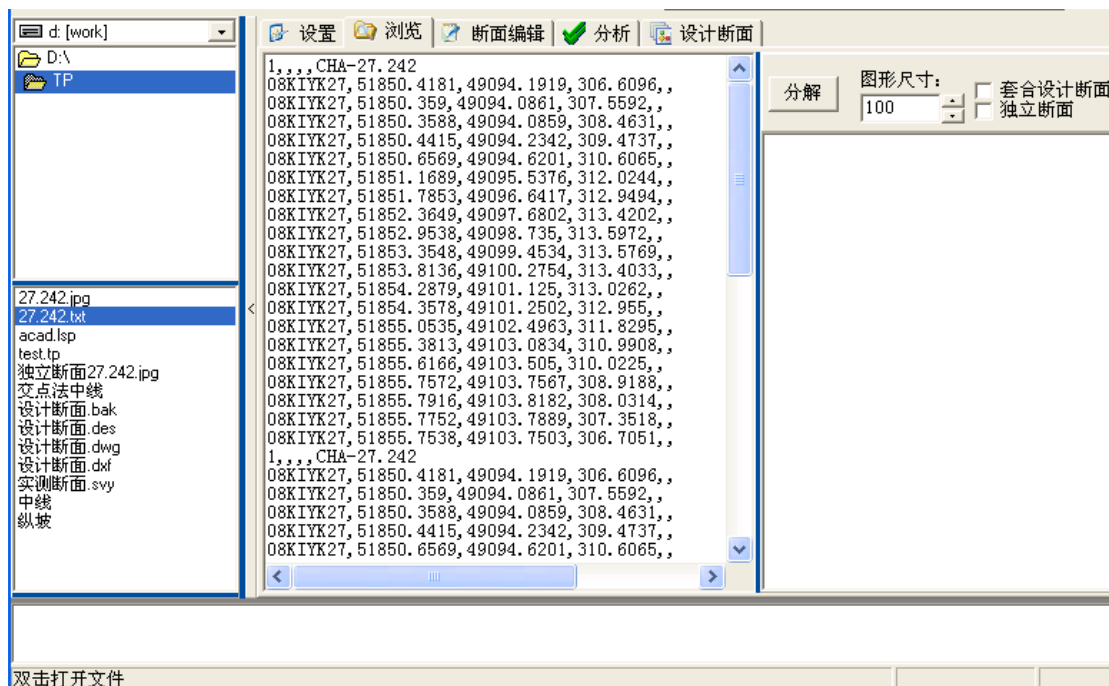 d: [work]
设置 浏览 断面编辑 分析 设计断面
D:\
TP
27.242.jpg
27.242.txt
acad.lsp
test.tp
独立断面27.242.jpg
交点法中线
设计断面.bak
设计断面.des
设计断面.dwg
设计断面.dxf
实测断面.svy
中线
纵坡
<
1,,,,CHA-27.242
08KIYK27,51850.4181,49094.1919,306.6096,,
08KIYK27,51850.359,49094.0861,307.5592,,
08KIYK27,51850.3588,49094.0859,308.4631,,
08KIYK27,51850.4415,49094.2342,309.4737,,
08KIYK27,51850.6569,49094.6201,310.6065,,
08KIYK27,51851.1689,49095.5376,312.0244,,
08KIYK27,51851.7853,49096.6417,312.9494,,
08KIYK27,51852.3649,49097.6802,313.4202,,
08KIYK27,51852.9538,49098.735,313.5972,,
08KIYK27,51853.3548,49099.4534,313.5769,,
08KIYK27,51853.8136,49100.2754,313.4033,,
08KIYK27,51854.2879,49101.125,313.0262,,
08KIYK27,51854.3578,49101.2502,312.955,,
08KIYK27,51855.0535,49102.4963,311.8295,,
08KIYK27,51855.3813,49103.0834,310.9908,,
08KIYK27,51855.6166,49103.505,310.0225,,
08KIYK27,51855.7572,49103.7567,308.9188,,
08KIYK27,51855.7916,49103.8182,308.0314,,
08KIYK27,51855.7752,49103.7889,307.3518,,
08KIYK27,51855.7538,49103.7503,306.7051,,
1,,,,CHA-27.242
08KIYK27,51850.4181,49094.1919,306.6096,,
08KIYK27,51850.359,49094.0861,307.5592,,
08KIYK27,51850.3588,49094.0859,308.4631,,
08KIYK27,51850.4415,49094.2342,309.4737,,
08KIYK27,51850.6569,49094.6201,310.6065,,
分解
图形尺寸:
100
套合设计断面
独立断面
双击打开文件